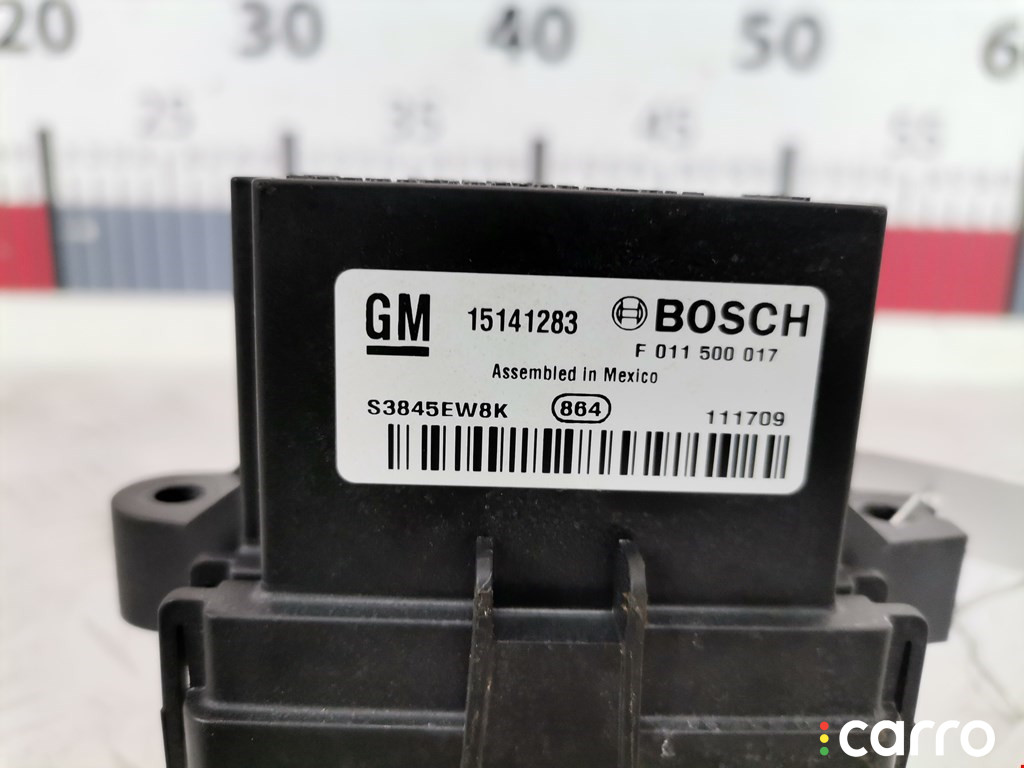 20 30 40 50 60
25 35 45 55
GM 15141283 BOSCH
F 011 500 017
Assembled in Mexico
S3845EW8K 864 111709
carro